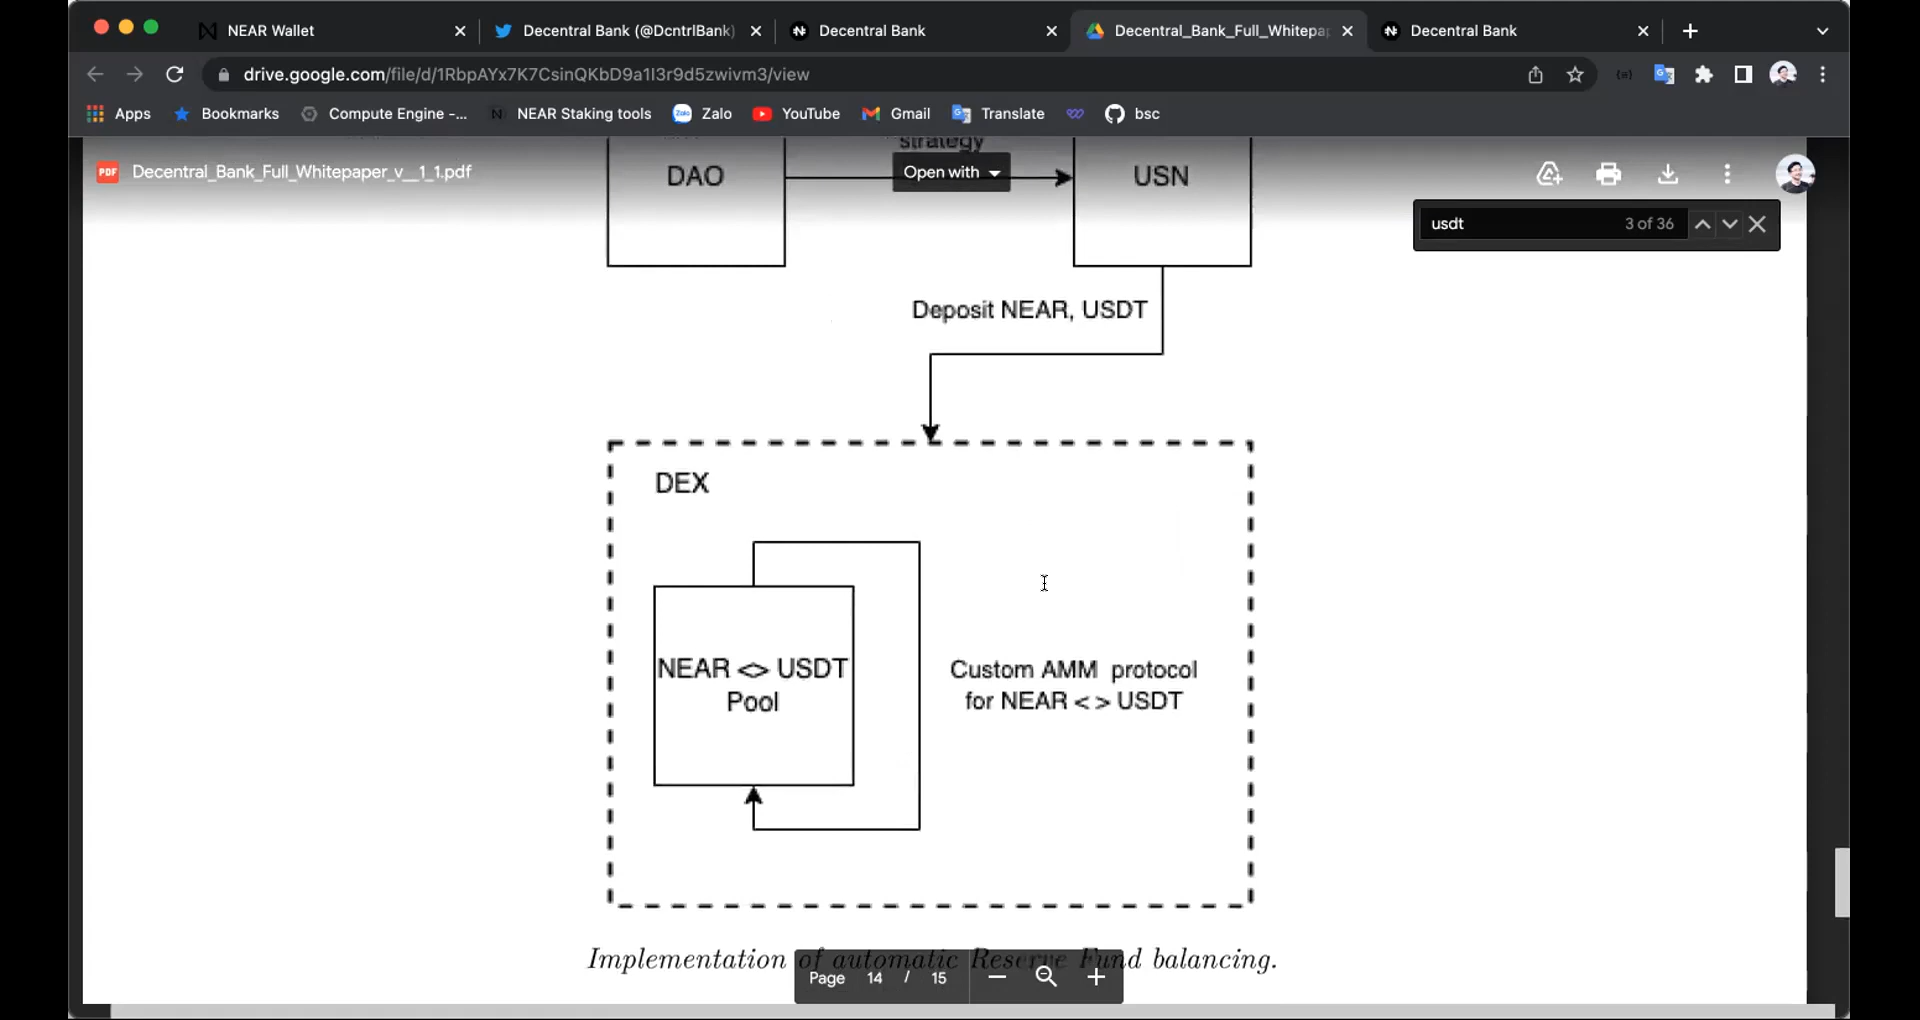 NEAR Wallet
Decentral Bank (@DcntrlBank)
Decentral Bank
Decentral_Bank_Full_Whitepa
Decentral Bank
drive.google.com/file/d/1RbpAYx7K7CsinQKbD9a1I3r9d5zwivm3/view
Apps
Bookmarks
Compute Engine -...
NEAR Staking tools
Zalo
YouTube
Gmail
Translate
bsc
PDF
Decentral_Bank_Full_Whitepaper_v__1_1.pdf
strategy
Open with
usdt
3 of 36
DAO
USN
Deposit NEAR, USDT
DEX
NEAR <> USDT
Pool
Custom AMM protocol
for NEAR < > USDT
Implementation of automatic Reserve Fund balancing.
Page 14 / 15